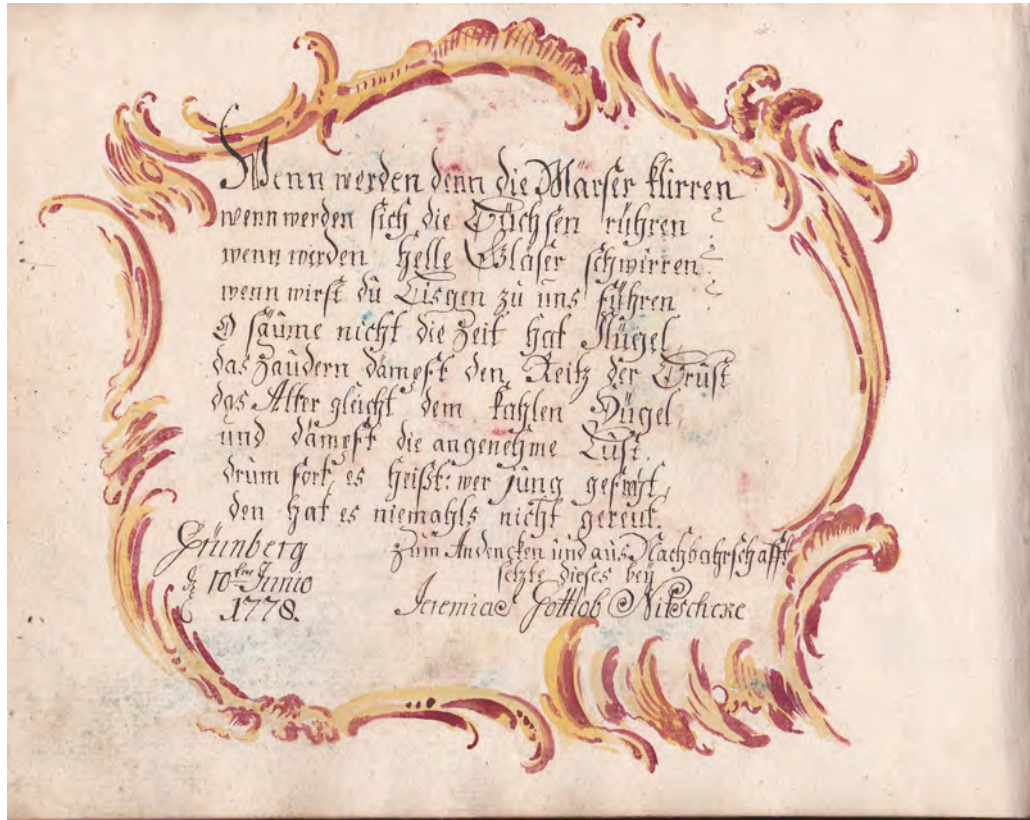 Wenn werden denn die Märser klirren
wenn werden sich die Büchsen rühren?
wenn werden helle Gläser schwirren?
wenn wirst du Lisgen zu uns führen?
O säume nicht die Zeit hat Flügel,
das Zaudern dämpft den Reitz der Brust
das Alter gleicht dem kahlen Hügel,
und dämpft die angenehme Lust.
drum fort, es heißt: wer jung gefreyt,
den hat es niemahls nicht gereut.
Grünberg
d 10ten Junio
1778.
zum Andencken und aus Nachbahrschafft
setzte dieses bey
Jeremias Gottlob Nitschcke